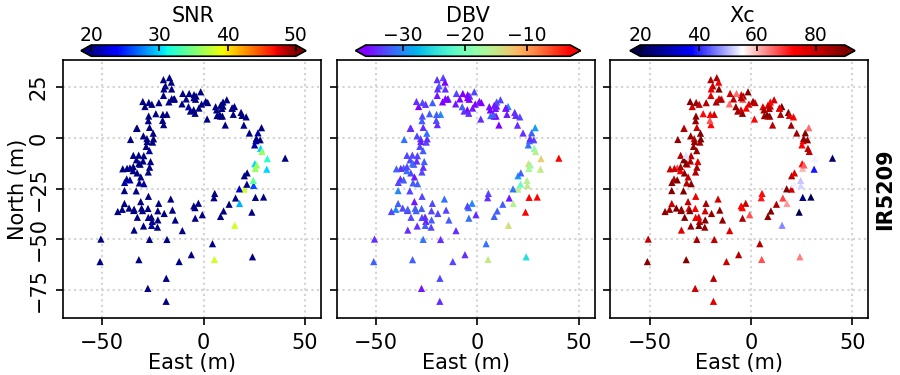 SNR DBV Xc
20 30 40 50 −30 −20 −10 20 40 60 80
25
0
−25
−50
−75
North (m)
−50 0 50 −50 0 50 −50 0 50
East (m) East (m) East (m)
IR5209